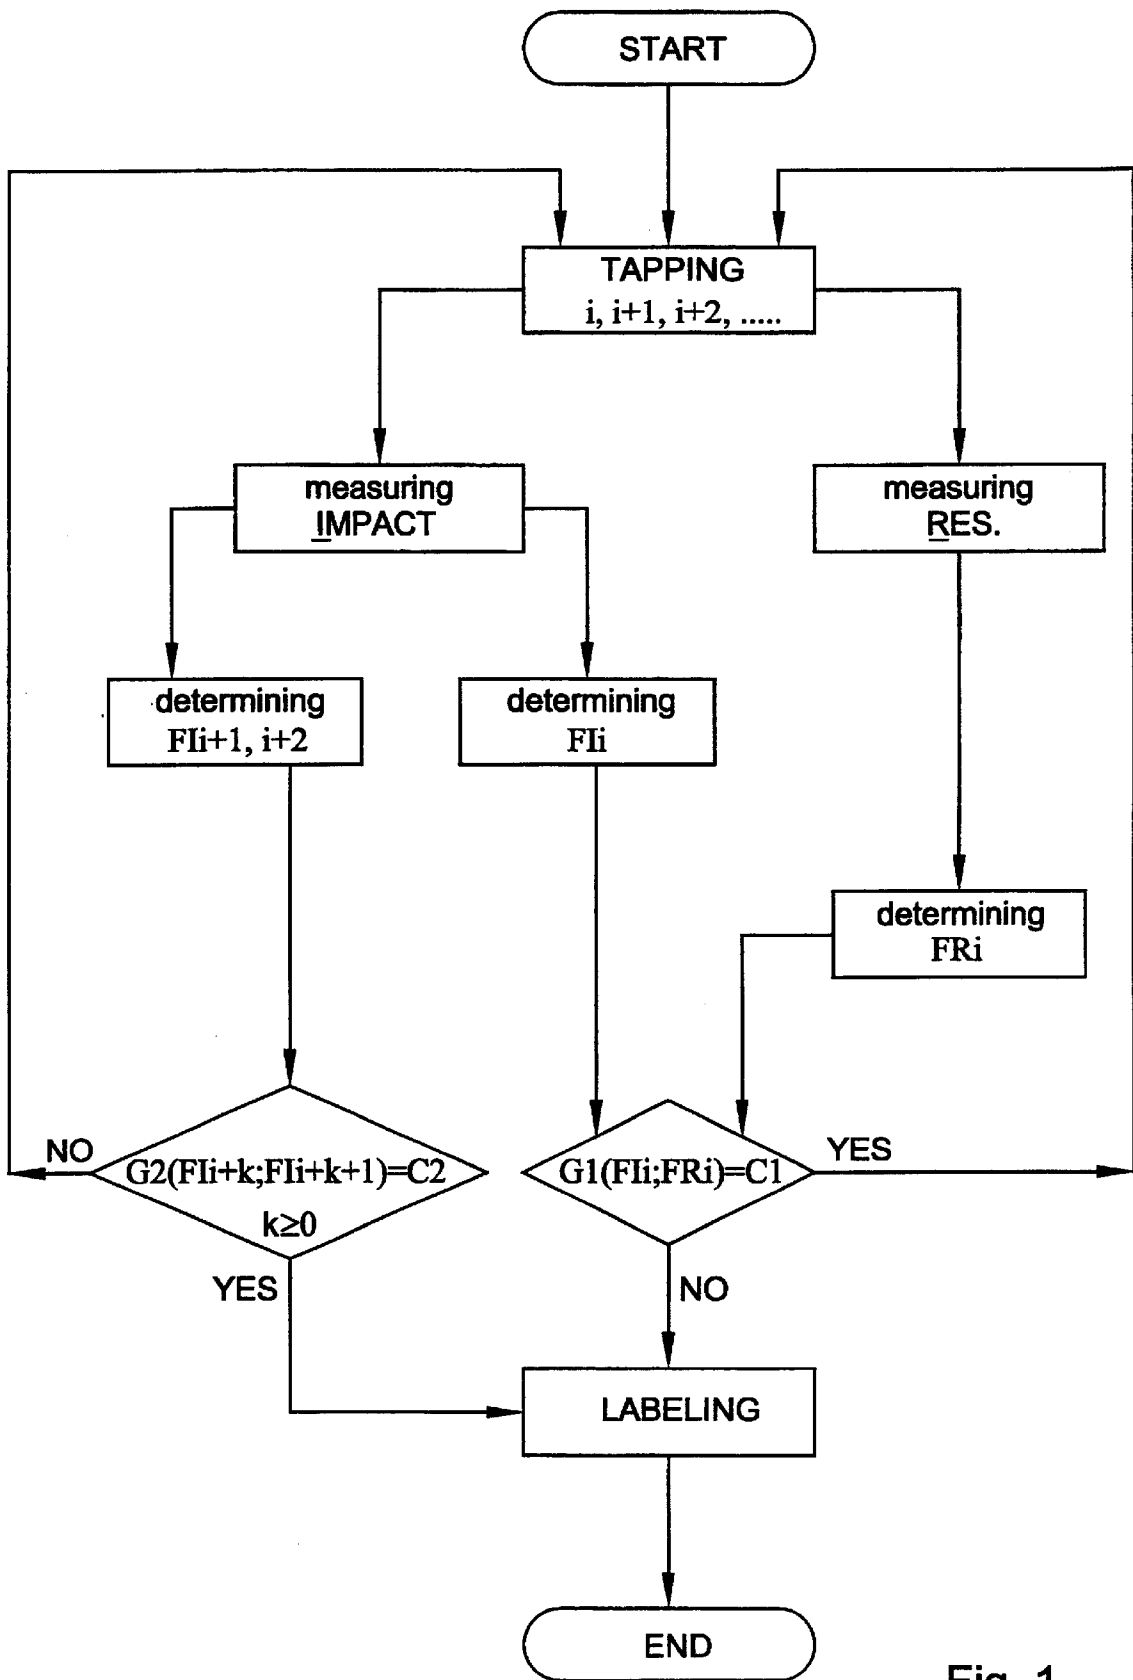 START
TAPPING
i, i+1, i+2, .....
measuring
IMPACT
measuring
RES.
determining
FIi+1, i+2
determining
FIi
determining
FRi
NO
G2(FIi+k;FIi+k+1)=C2
k≥0
YES
G1(FIi;FRi)=C1
YES
NO
LABELING
END
Fig. 1